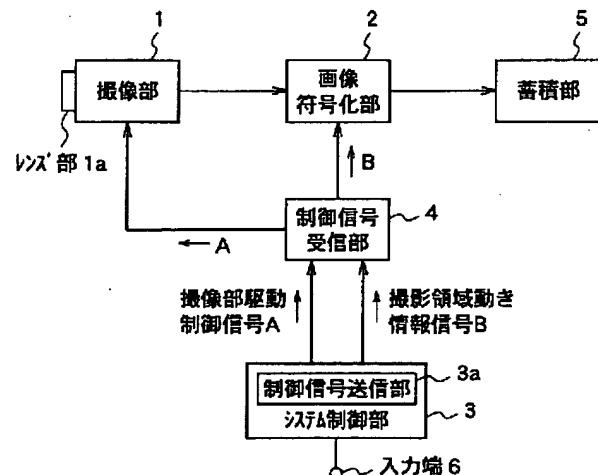 1
2
5
撮像部
画像
符号化部
蓄積部
ﾚﾝｽﾞ部 1a
B
制御信号
受信部
4
A
撮像部駆動
制御信号A
撮影領域動き
情報信号B
制御信号送信部
3a
ｼｽﾃﾑ制御部
3
入力端 6